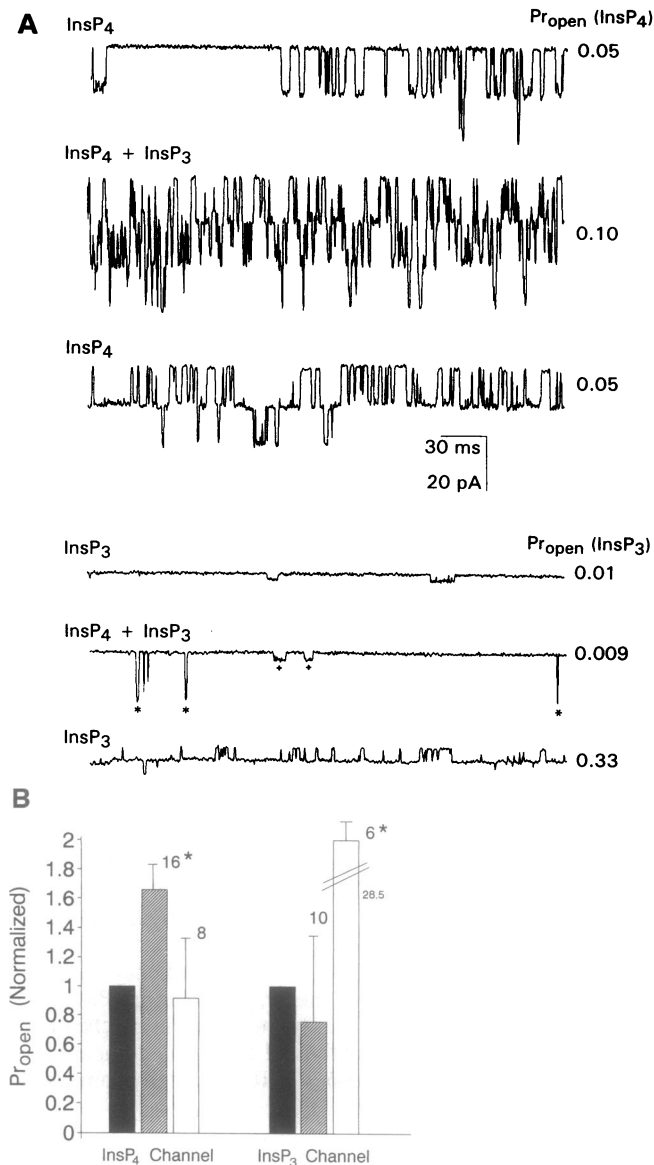 A
InsP4
Propen (InsP4)
0.05
InsP4 + InsP3
0.10
InsP4
0.05
30 ms
20 pA
InsP3
Propen (InsP3)
0.01
InsP4 + InsP3
0.009
+ +
* * *
InsP3
0.33
B
Propen (Normalized)
2
1.8
1.6
1.4
1.2
1
0.8
0.6
0.4
0.2
0
16 *
8
10
6 *
28.5
InsP4 Channel
InsP3 Channel